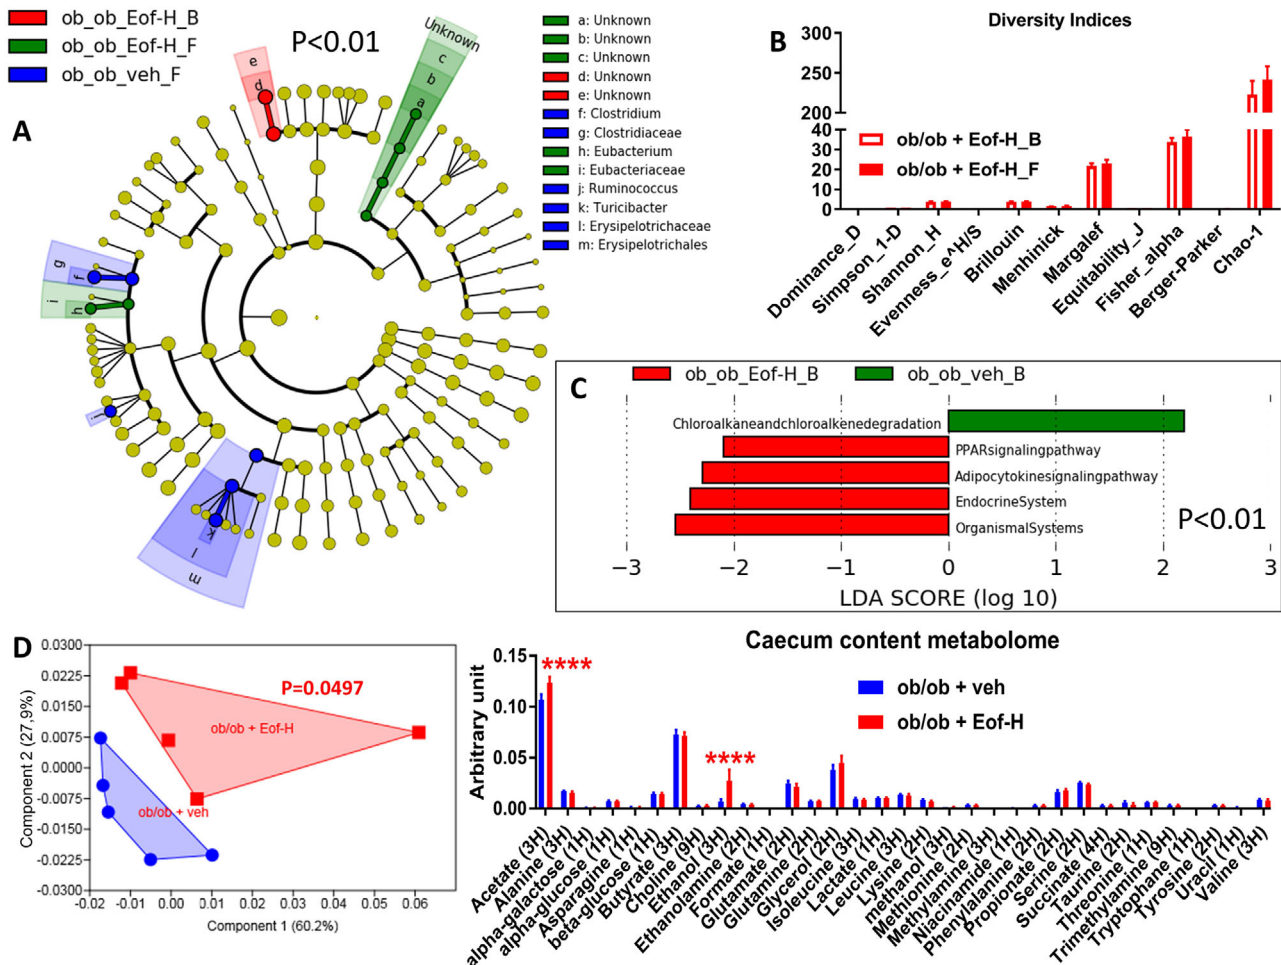 ob_ob_Eof-H_B
ob_ob_Eof-H_F
ob_ob_veh_F
P<0.01
A
e
d
Unknown
c
b
a
g
f
i
h
j
k
l
m
a: Unknown
b: Unknown
c: Unknown
d: Unknown
e: Unknown
f: Clostridium
g: Clostridiaceae
h: Eubacterium
i: Eubacteriaceae
j: Ruminococcus
k: Turicibacter
l: Erysipelotrichaceae
m: Erysipelotrichales
B
Diversity Indices
300
250
200
40
30
20
10
0
ob/ob + Eof-H_B
ob/ob + Eof-H_F
Dominance_D
Simpson_1-D
Shannon_H
Evenness_e^H/S
Brillouin
Menhinick
Margalef
Equitability_J
Fisher_alpha
Berger-Parker
Chao-1
C
ob_ob_Eof-H_B
ob_ob_veh_B
Chloroalkaneandchloroalkenedegradation
PPARsignalingpathway
Adipocytokinesignalingpathway
EndocrineSystem
OrganismalSystems
P<0.01
−3 −2 −1 0 1 2 3
LDA SCORE (log 10)
D
0.0300
0.0225
0.0150
0.0075
0.0000
-0.0075
-0.0150
-0.0225
-0.0300
Component 2 (27,9%)
P=0.0497
ob/ob + Eof-H
ob/ob + veh
-0.02 -0.01 0.00 0.01 0.02 0.03 0.04 0.05 0.06
Component 1 (60.2%)
Caecum content metabolome
0.15
0.10
0.05
0.00
Arbitrary unit
****
****
ob/ob + veh
ob/ob + Eof-H
Acetate (3H)
Alanine (3H)
alpha-galactose (1H)
alpha-glucose (1H)
Asparagine (1H)
beta-glucose (1H)
Butyrate (3H)
Choline (9H)
Ethanol (3H)
Ethanolamine (2H)
Formate (1H)
Glutamate (2H)
Glutamine (2H)
Glycerol (2H)
Isoleucine (3H)
Lactate (1H)
Leucine (3H)
Lysine (2H)
methanol (3H)
Methionine (2H)
Methylamine (3H)
Niacinamide (1H)
Phenylalanine (2H)
Propionate (2H)
Succinate (4H)
Taurine (2H)
Threonine (1H)
Trimethylamine (9H)
Tryptophane (1H)
Tyrosine (2H)
Uracil (1H)
Valine (3H)